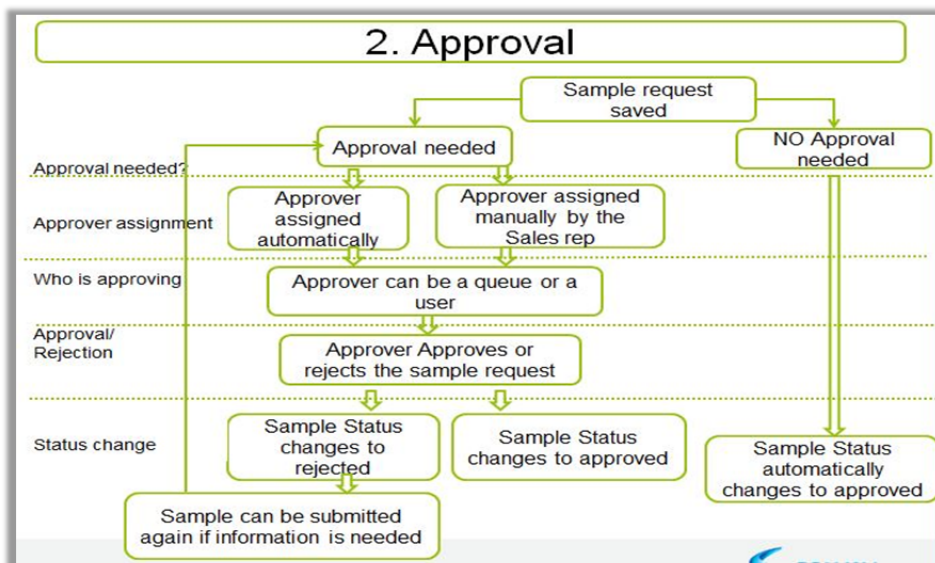 2. Approval
Sample request
saved
Approval needed
NO Approval
needed
Approval needed?
Approver assignment
Approver
assigned
automatically
Approver assigned
manually by the
Sales rep
Who is approving
Approver can be a queue or a
user
Approval/
Rejection
Approver Approves or
rejects the sample request
Status change
Sample Status
changes to
rejected
Sample Status
changes to approved
Sample Status
automatically
changes to approved
Sample can be submitted
again if information is needed